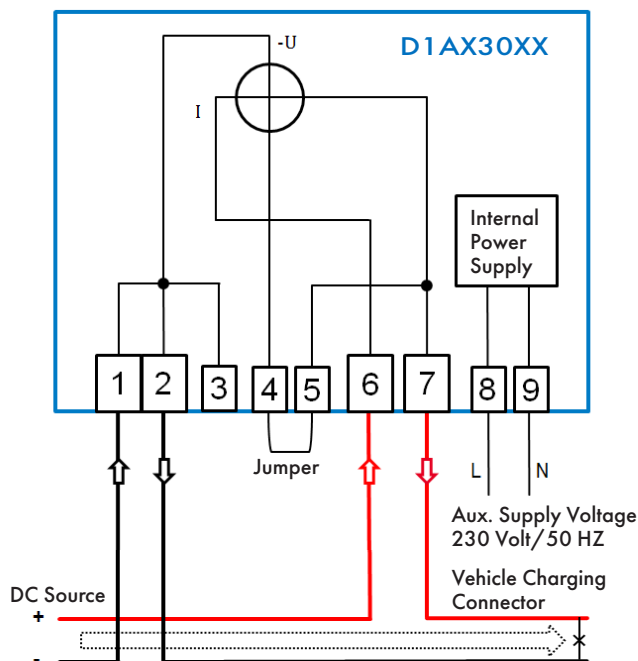 D1AX30XX
-U
I
Internal
Power
Supply
1 2 3 4 5 6 7 8 9
Jumper
L N
Aux. Supply Voltage
230 Volt/50 HZ
Vehicle Charging
Connector
DC Source
+
-